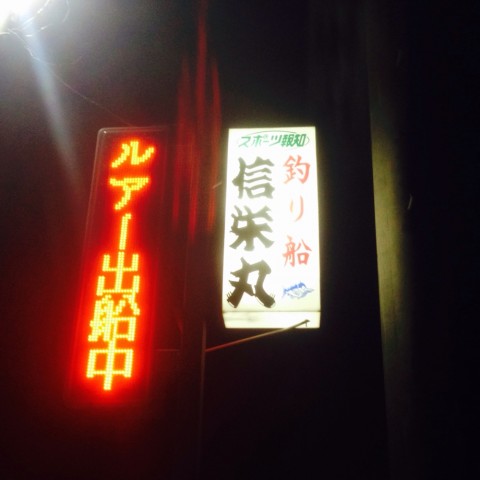 スポーツ報知
釣り船
信栄丸
ルアー出船中